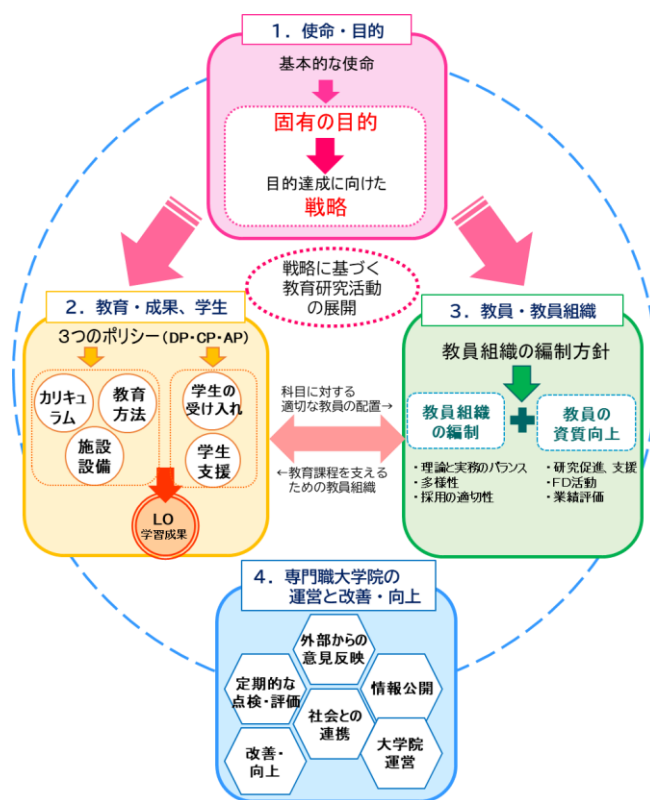 １．使命・目的
基本的な使命
固有の目的
目的達成に向けた
戦略
戦略に基づく
教育研究活動
の展開
２．教育・成果、学生
３つのポリシー（DP・CP・AP）
カリキュ
ラム
教育
方法
施設
設備
学生の
受け入れ
学生
支援
LO
学習成果
科目に対する
適切な教員の配置→
←教育課程を支える
ための教員組織
３．教員・教員組織
教員組織の編制方針
教員組織
の編制
教員の
資質向上
・理論と実務のバランス
・多様性
・採用の適切性
・研究促進、支援
・FD活動
・業績評価
４．専門職大学院の
運営と改善・向上
外部からの
意見反映
定期的な
点検・評価
情報公開
社会との
連携
改善・
向上
大学院
運営